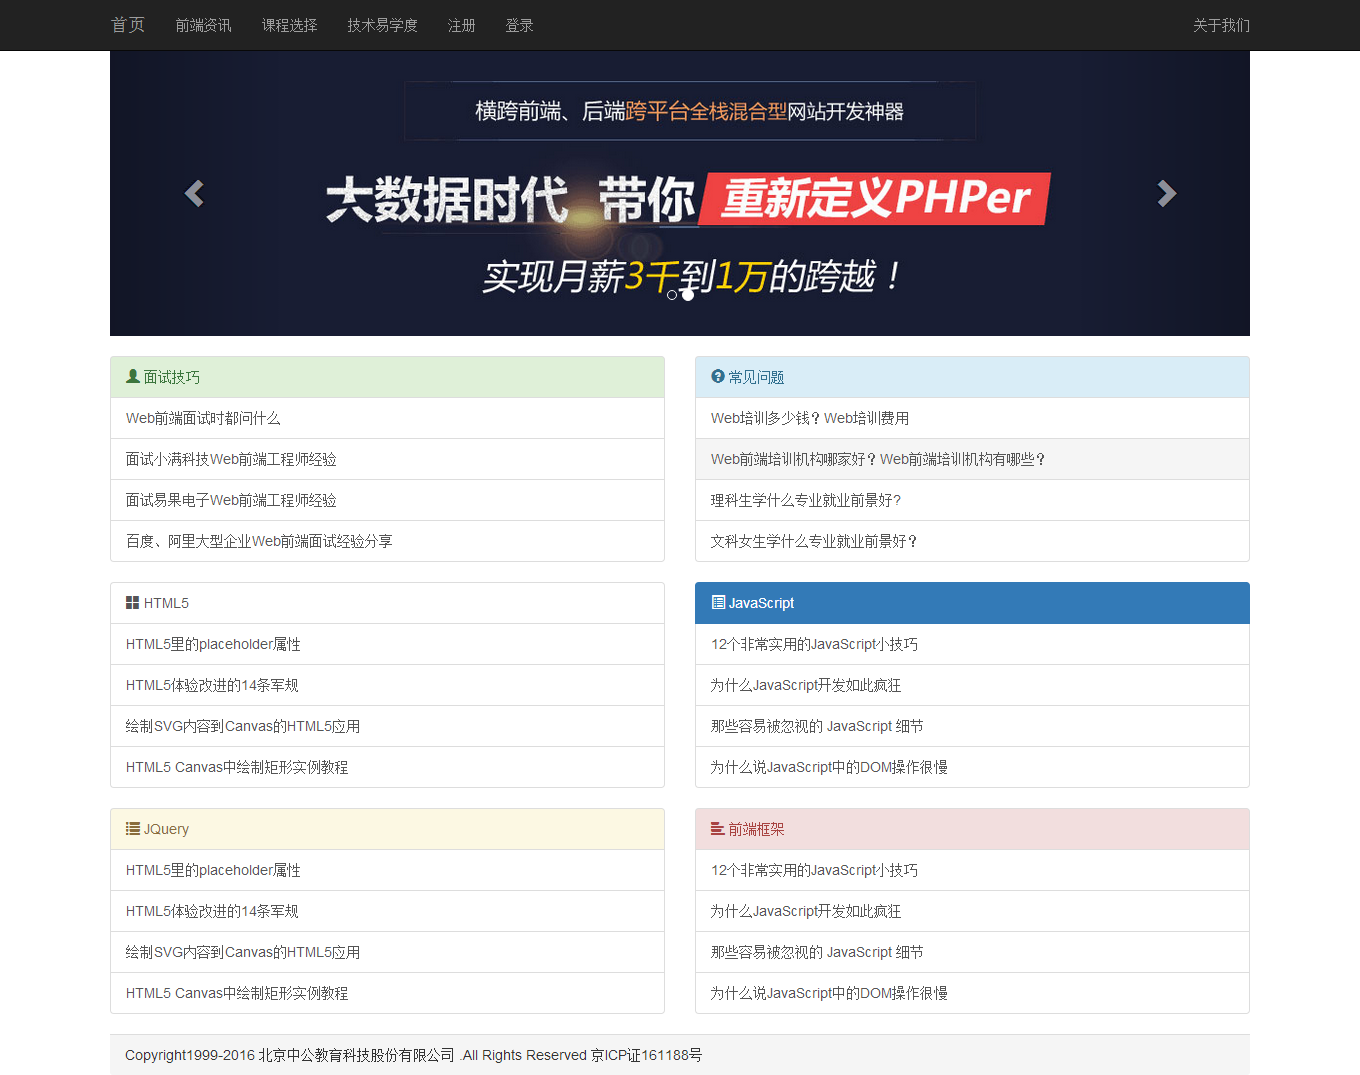 首页 前端资讯 课程选择 技术易学度 注册 登录 关于我们
横跨前端、后端跨平台全栈混合型网站开发神器
大数据时代 带你 重新定义PHPer
实现月薪3千到1万的跨越！
面试技巧
Web前端面试时都问什么
面试小满科技Web前端工程师经验
面试易果电子Web前端工程师经验
百度、阿里大型企业Web前端面试经验分享
常见问题
Web培训多少钱？Web培训费用
Web前端培训机构哪家好？Web前端培训机构有哪些？
理科生学什么专业就业前景好?
文科女生学什么专业就业前景好？
HTML5
HTML5里的placeholder属性
HTML5体验改进的14条军规
绘制SVG内容到Canvas的HTML5应用
HTML5 Canvas中绘制矩形实例教程
JavaScript
12个非常实用的JavaScript小技巧
为什么JavaScript开发如此疯狂
那些容易被忽视的 JavaScript 细节
为什么说JavaScript中的DOM操作很慢
JQuery
HTML5里的placeholder属性
HTML5体验改进的14条军规
绘制SVG内容到Canvas的HTML5应用
HTML5 Canvas中绘制矩形实例教程
前端框架
12个非常实用的JavaScript小技巧
为什么JavaScript开发如此疯狂
那些容易被忽视的 JavaScript 细节
为什么说JavaScript中的DOM操作很慢
Copyright1999-2016 北京中公教育科技股份有限公司 .All Rights Reserved 京ICP证161188号